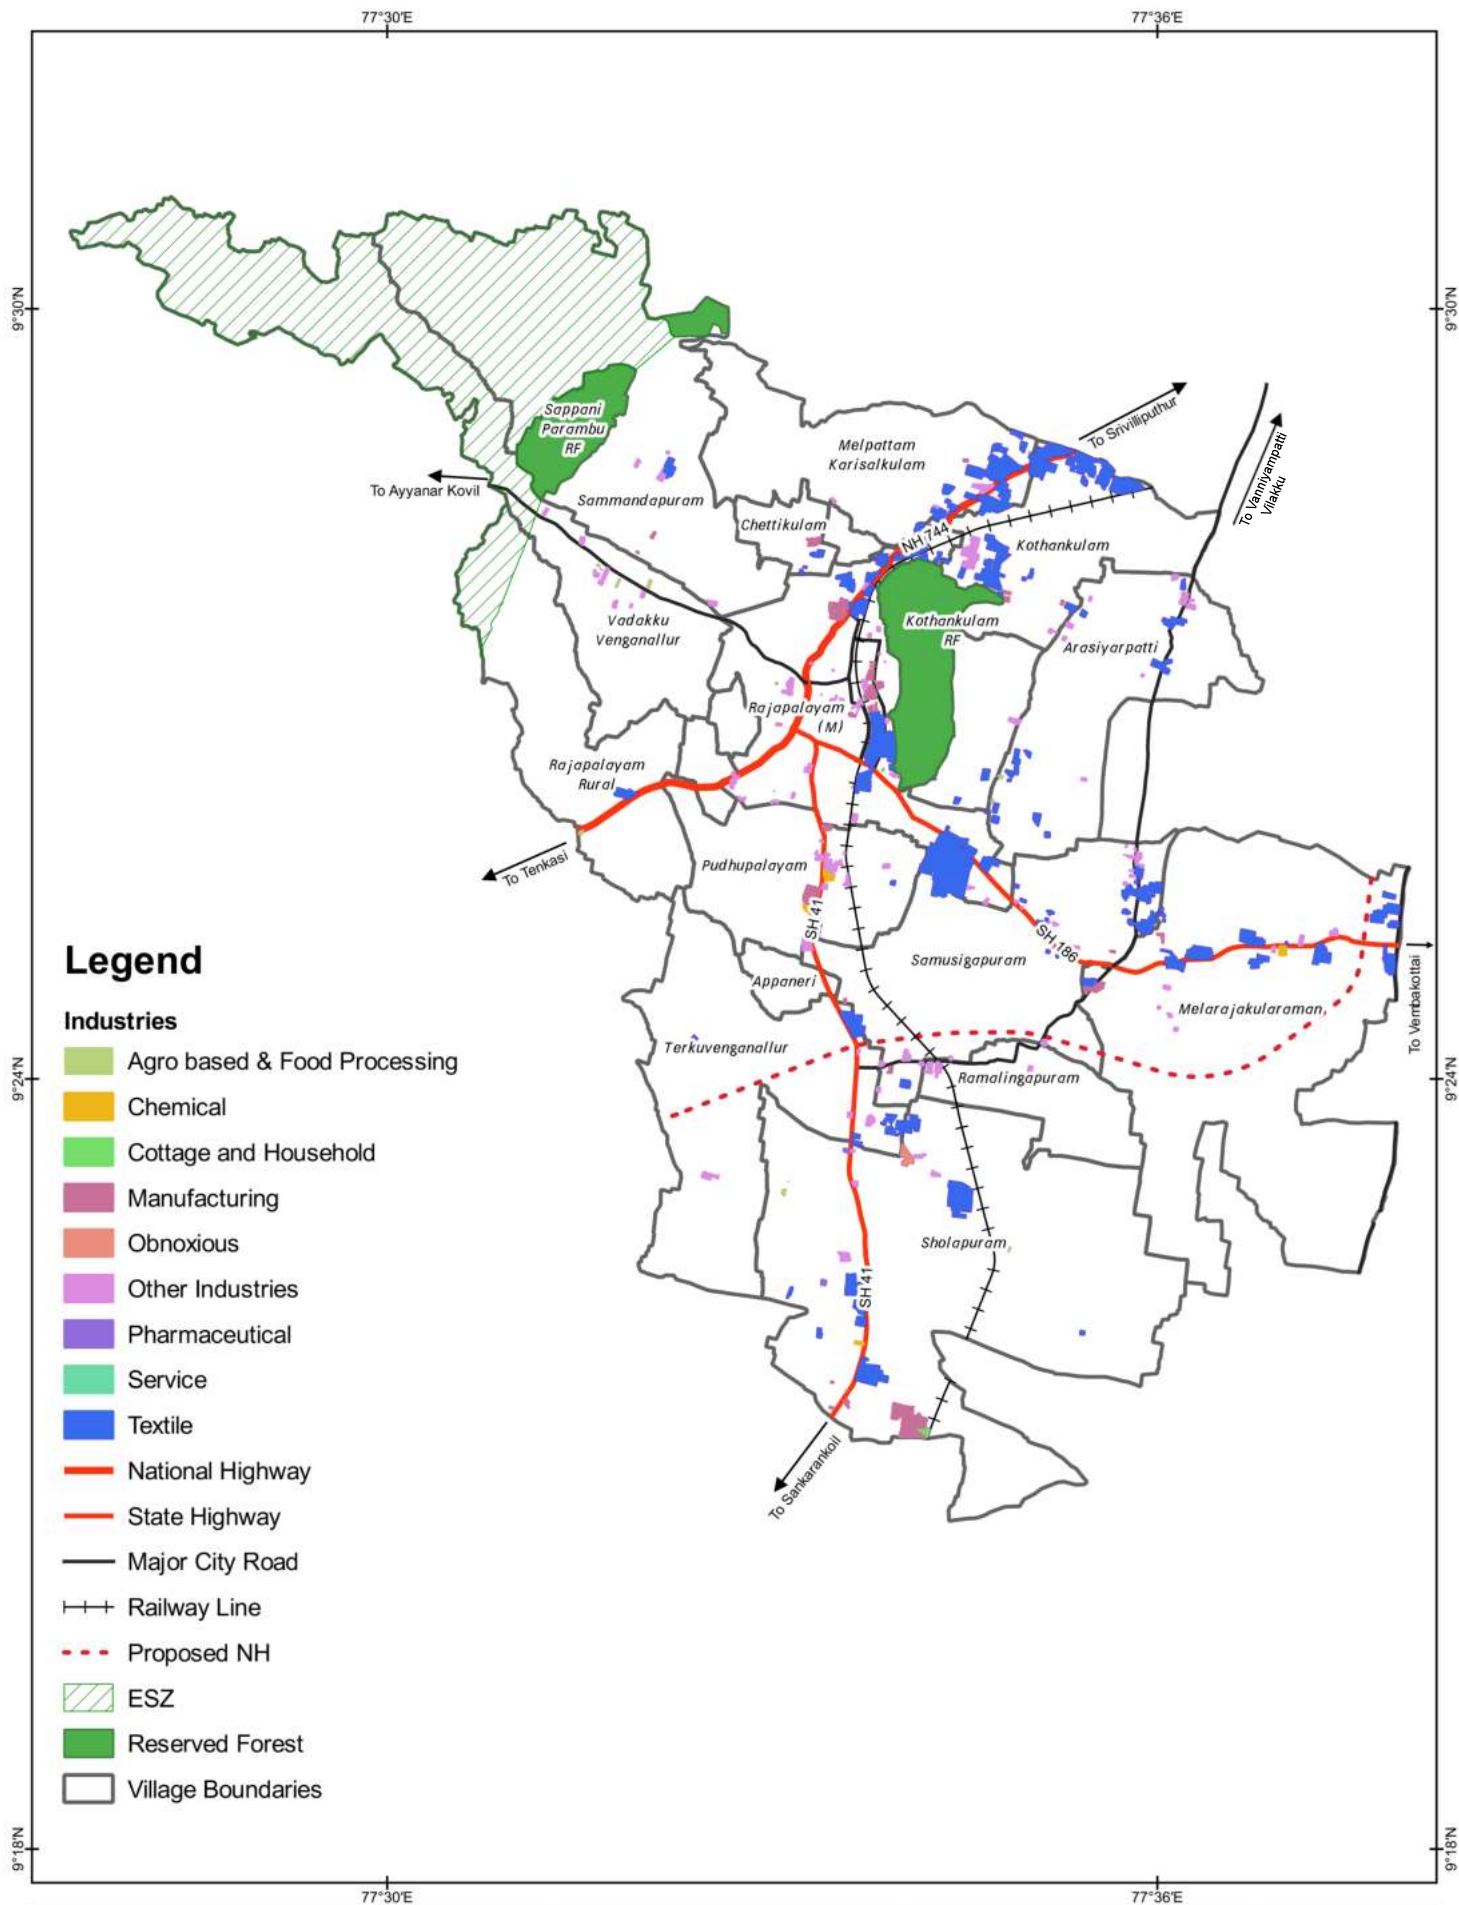 77°30'E
77°36'E
9°30'N
9°30'N
Sappani
Parambu
RF
To Srivilliputhur
To Vanniyampatti
Vilakku
Melpattam
Karisalkulam
To Ayyanar Kovil
Sammandapuram
Chettikulam
NH 744
Kothankulam
Vadakku
Venganallur
Kothankulam
RF
Arasiyarpatti
Rajapalayam
(M)
Rajapalayam
Rural
To Tenkasi
Pudhupalayam
SH 41
SH 186
Samusigapuram
Appaneri
Melarajakularaman
To Vembakottai
Terkuvenganallur
Ramalingapuram
9°24'N
9°24'N
Sholapuram
SH 41
To Sankarankoil
Legend
Industries
Agro based & Food Processing
Chemical
Cottage and Household
Manufacturing
Obnoxious
Other Industries
Pharmaceutical
Service
Textile
National Highway
State Highway
Major City Road
Railway Line
Proposed NH
ESZ
Reserved Forest
Village Boundaries
9°18'N
9°18'N
77°30'E
77°36'E